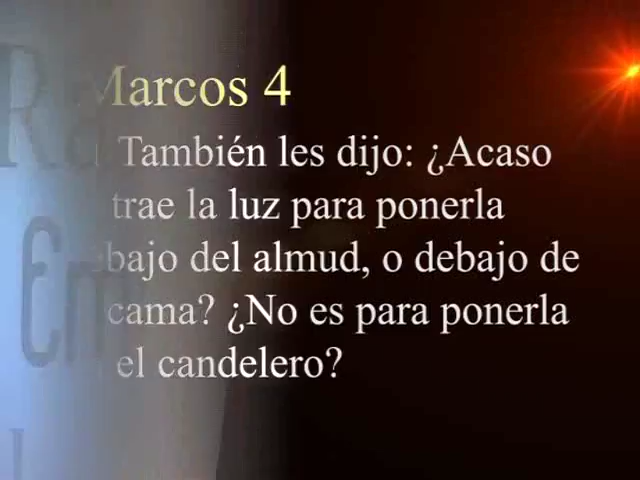 Marcos 4
También les dijo: ¿Acaso
trae la luz para ponerla
bajo del almud, o debajo de
cama? ¿No es para ponerla
el candelero?